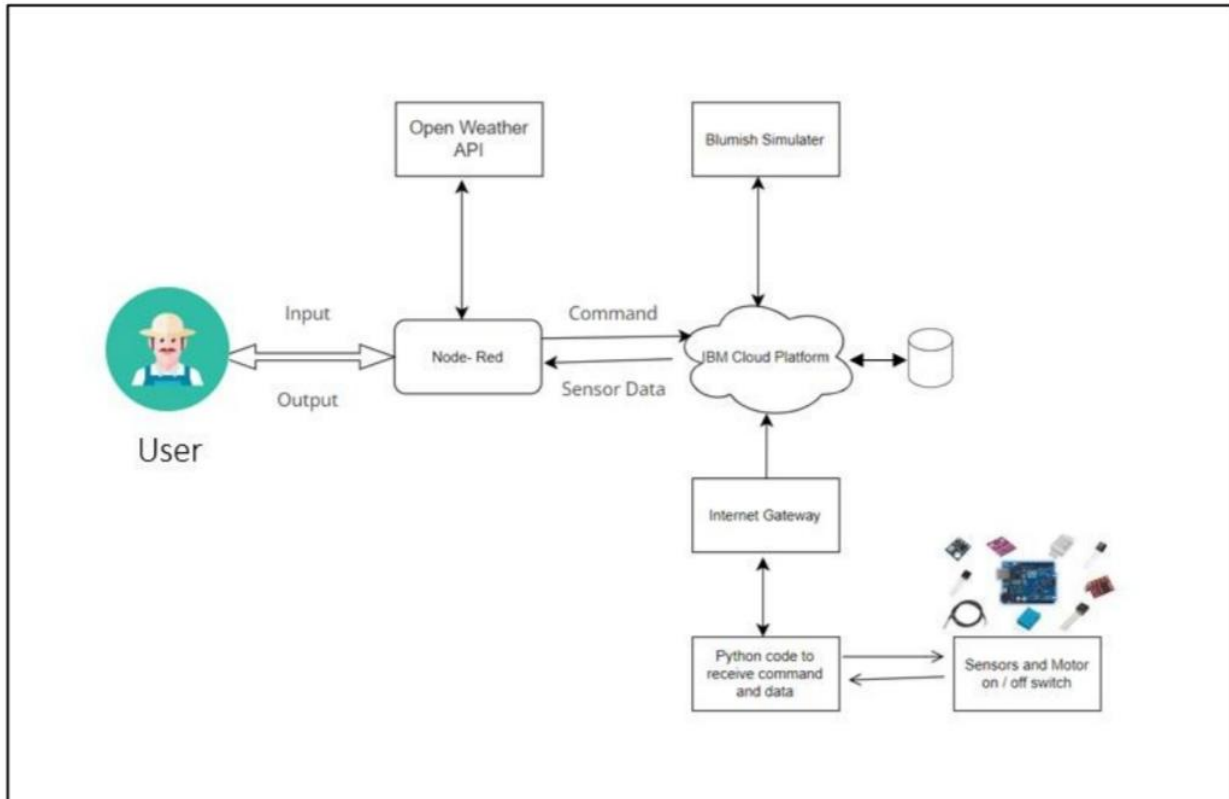 Open Weather
API
Blumish Simulater
Input
Command
Node- Red
IBM Cloud Platform
Output
Sensor Data
User
Internet Gateway
Python code to
receive command
and data
Sensors and Motor
on / off switch